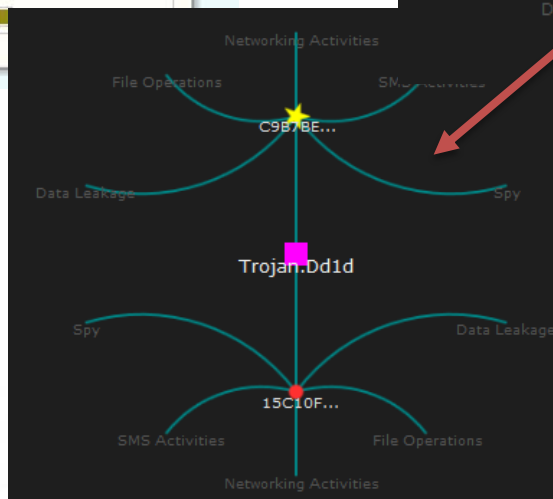 D
Networking Activities
File Operations
SMS Activities
C9B7BE...
Data Leakage
Spy
Trojan.Dd1d
Spy
Data Leakage
15C10F...
SMS Activities
File Operations
Networking Activities